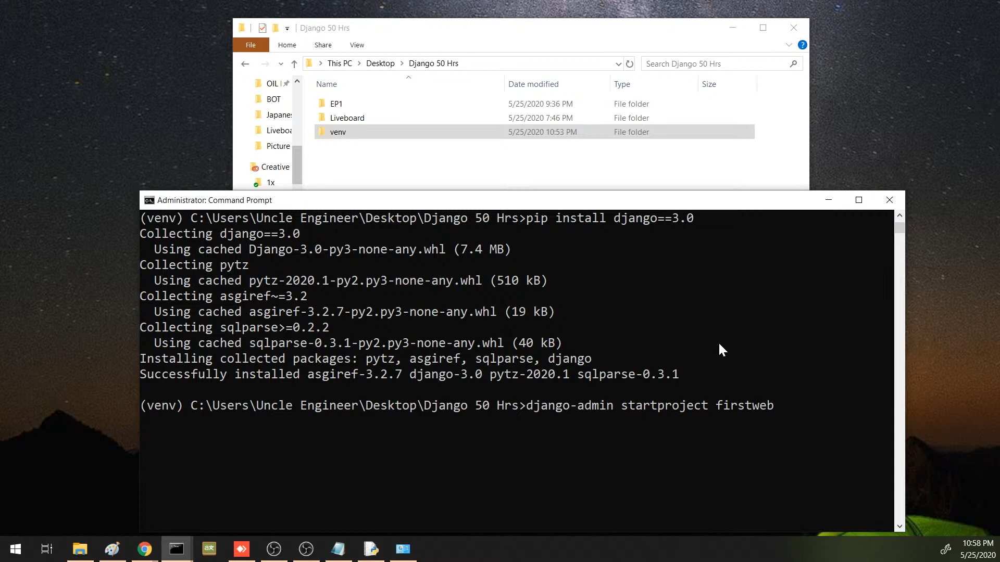 Django 50 Hrs
File Home Share View
This PC > Desktop > Django 50 Hrs
Search Django 50 Hrs
Name Date modified Type Size
OIL
BOT
Japane
Liveboa
Picture
Creative
1x
EP1 5/25/2020 9:36 PM File folder
Liveboard 5/25/2020 7:46 PM File folder
venv 5/25/2020 10:53 PM File folder
Administrator: Command Prompt
(venv) C:\Users\Uncle Engineer\Desktop\Django 50 Hrs>pip install django==3.0
Collecting django==3.0
Using cached Django-3.0-py3-none-any.whl (7.4 MB)
Collecting pytz
Using cached pytz-2020.1-py2.py3-none-any.whl (510 kB)
Collecting asgiref~=3.2
Using cached asgiref-3.2.7-py2.py3-none-any.whl (19 kB)
Collecting sqlparse>=0.2.2
Using cached sqlparse-0.3.1-py2.py3-none-any.whl (40 kB)
Installing collected packages: pytz, asgiref, sqlparse, django
Successfully installed asgiref-3.2.7 django-3.0 pytz-2020.1 sqlparse-0.3.1
(venv) C:\Users\Uncle Engineer\Desktop\Django 50 Hrs>django-admin startproject firstweb
10:58 PM
5/25/2020